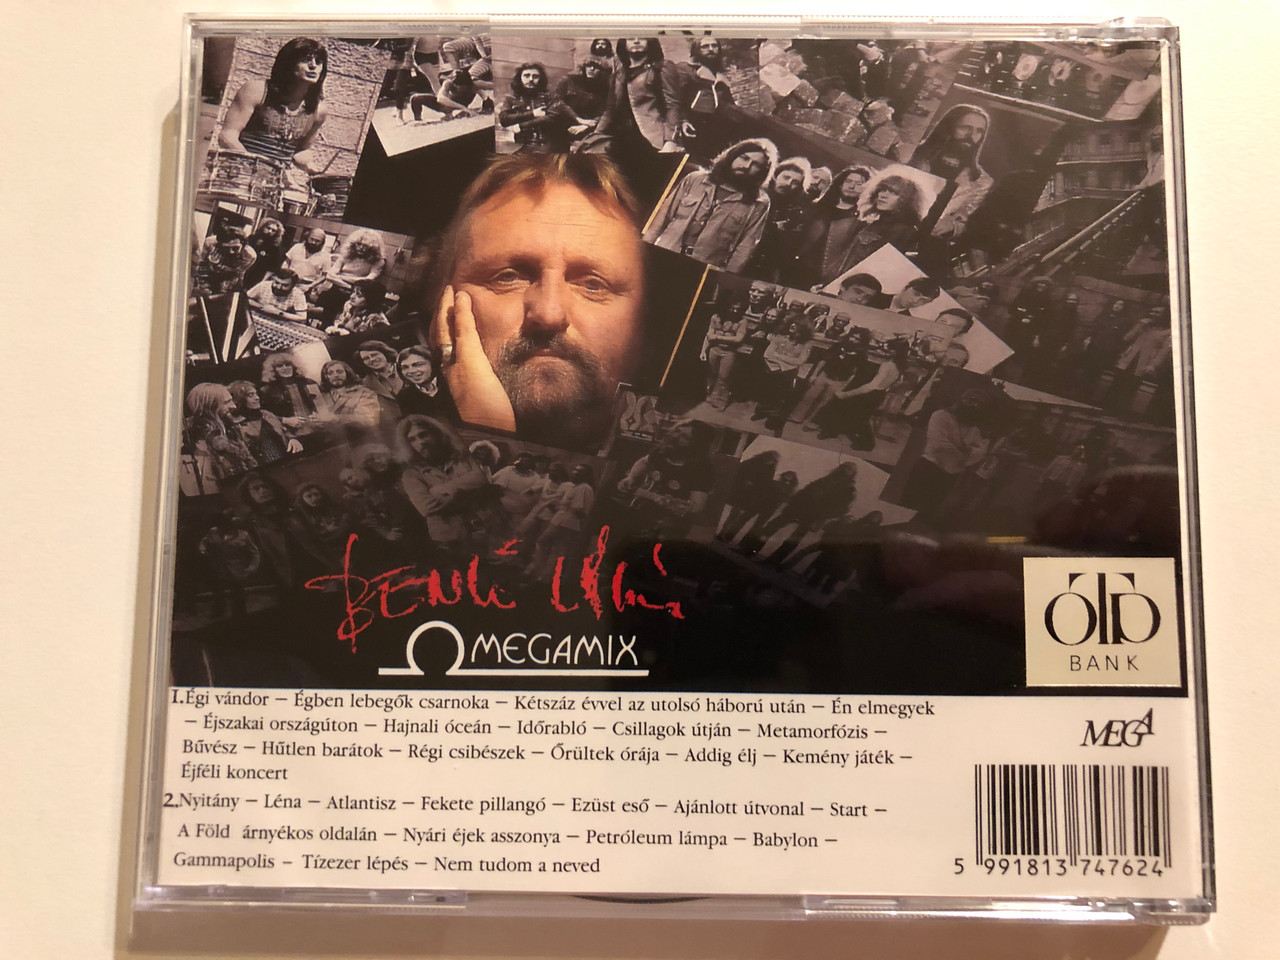 BENKŐ LACI
ΩMEGAMIX
ÓTP
BANK
1.Égi vándor – Égben lebegők csarnoka – Kétszáz évvel az utolsó háború után – Én elmegyek
– Éjszakai országúton – Hajnali óceán – Időrabló – Csillagok útján – Metamorfózis –
Bűvész – Hűtlen barátok – Régi csibészek – Őrültek órája – Addig élj – Kemény játék –
Éjféli koncert
2.Nyitány – Léna – Atlantisz – Fekete pillangó – Ezüst eső – Ajánlott útvonal – Start –
A Föld árnyékos oldalán – Nyári éjek asszonya – Petróleum lámpa – Babylon –
Gammapolis – Tízezer lépés – Nem tudom a neved
MEGA
5 991813 747624